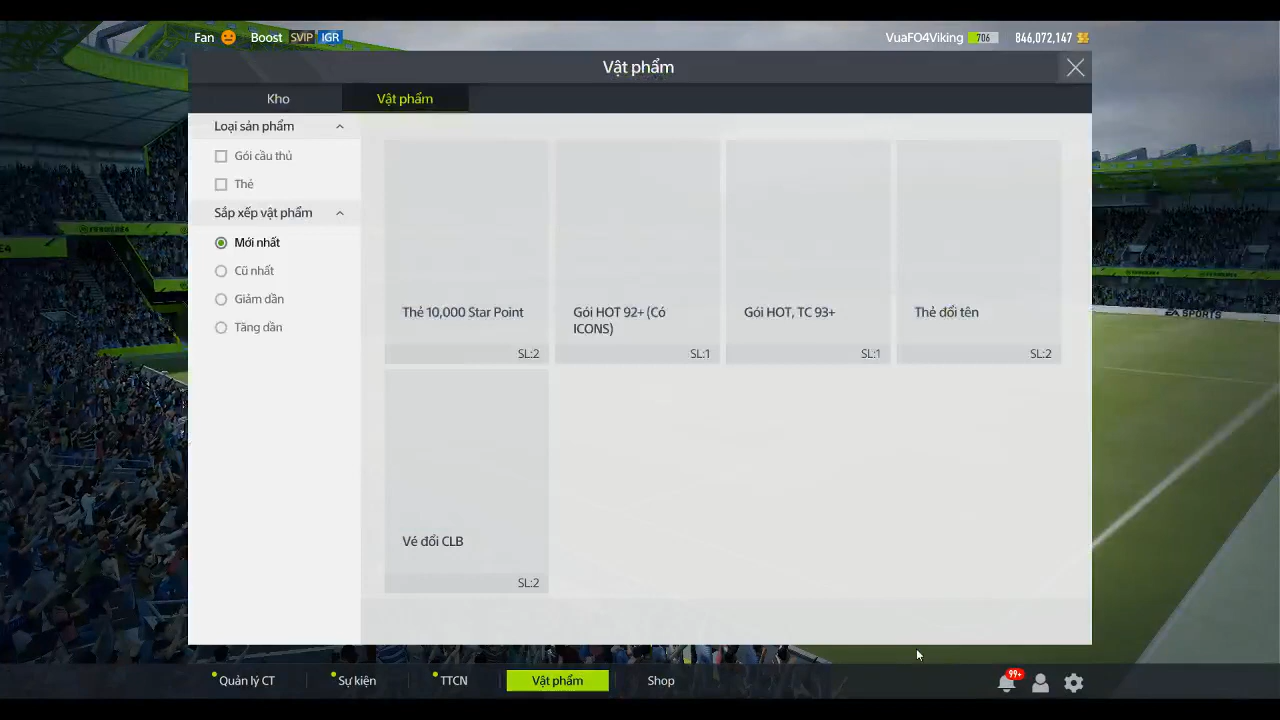 Fan Boost SVIP IGR VuaFO4Viking 706 846,072,147
Vật phẩm
Kho Vật phẩm
Loại sản phẩm
Gói cầu thủ
Thẻ
Sắp xếp vật phẩm
Mới nhất
Cũ nhất
Giảm dần
Tăng dần
Thẻ 10,000 Star Point
SL:2
Gói HOT 92+ (Có
ICONS)
SL:1
Gói HOT, TC 93+
SL:1
Thẻ đổi tên
SL:2
Vé đổi CLB
SL:2
EA SPORTS
Quản lý CT Sự kiện TTCN Vật phẩm Shop 99+